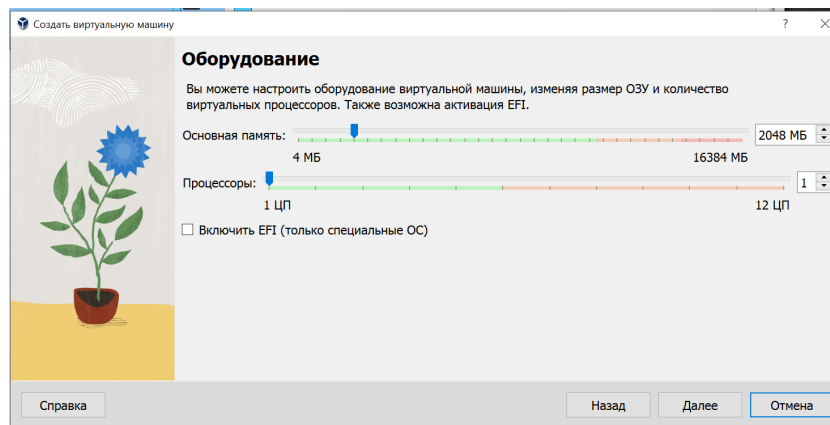 Создать виртуальную машину
?
Оборудование
Вы можете настроить оборудование виртуальной машины, изменяя размер ОЗУ и количество
виртуальных процессоров. Также возможна активация EFI.
Основная память:
2048 МБ
4 МБ
16384 МБ
Процессоры:
1
1 ЦП
12 ЦП
Включить EFI (только специальные ОС)
Справка
Назад
Далее
Отмена